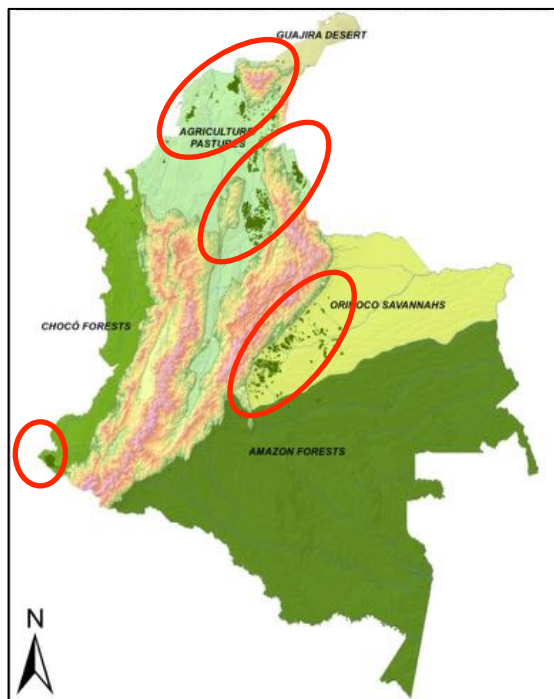 GUAJIRA DESERT
AGRICULTURE
PASTURES
ORINOCO SAVANNAHS
CHOCÓ FORESTS
AMAZON FORESTS
N